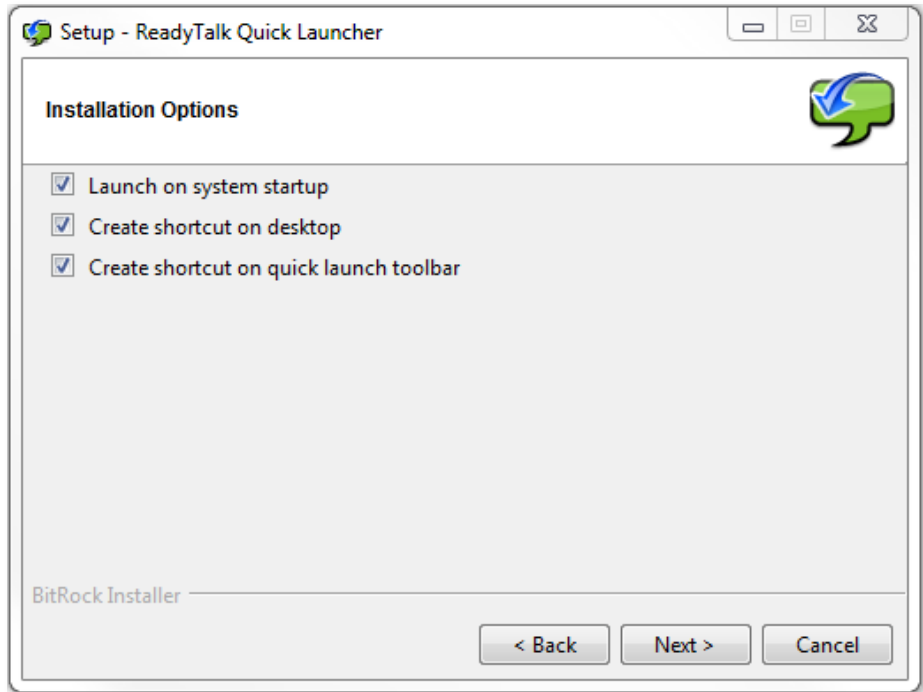 Setup - ReadyTalk Quick Launcher
Installation Options
Launch on system startup
Create shortcut on desktop
Create shortcut on quick launch toolbar
BitRock Installer
< Back Next > Cancel